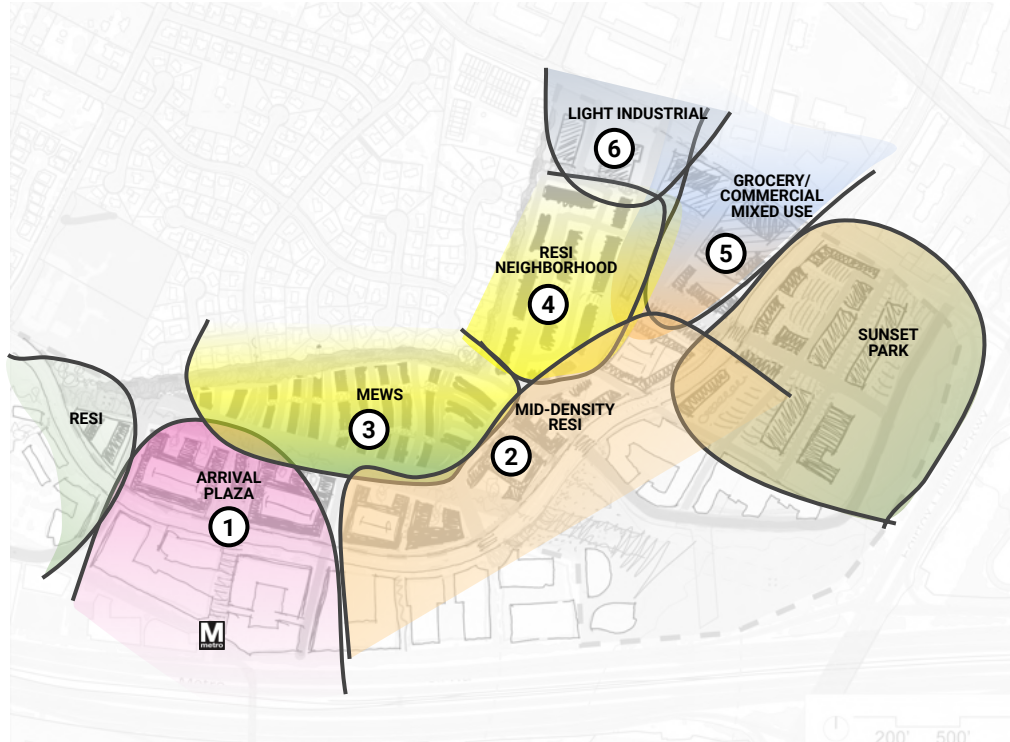 LIGHT INDUSTRIAL
6
GROCERY/
COMMERCIAL
MIXED USE
5
RESI
NEIGHBORHOOD
4
SUNSET
PARK
MEWS
3
MID-DENSITY
RESI
2
RESI
ARRIVAL
PLAZA
1
M
metro
200' 500'